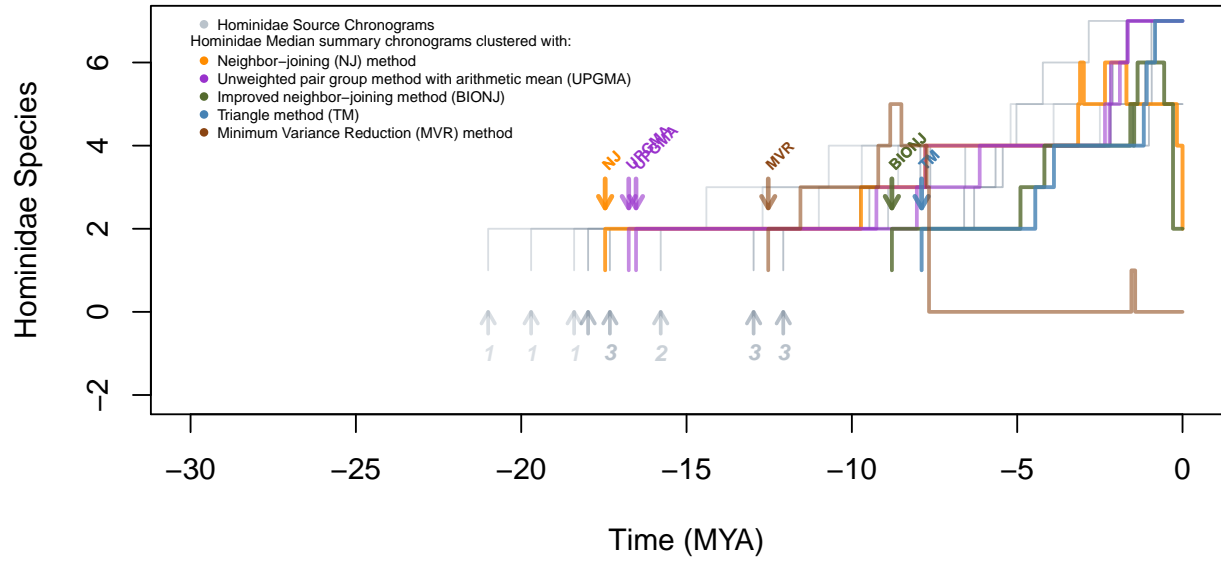 Hominidae Source Chronograms
Hominidae Median summary chronograms clustered with:
Neighbor−joining (NJ) method
Unweighted pair group method with arithmetic mean (UPGMA)
Improved neighbor−joining method (BIONJ)
Triangle method (TM)
Minimum Variance Reduction (MVR) method
Hominidae Species
6
4
2
0
−2
NJ
UPGMA
UPGMA
MVR
BIONJ
TM
1 1 1 3 2 3 3
−30 −25 −20 −15 −10 −5 0
Time (MYA)